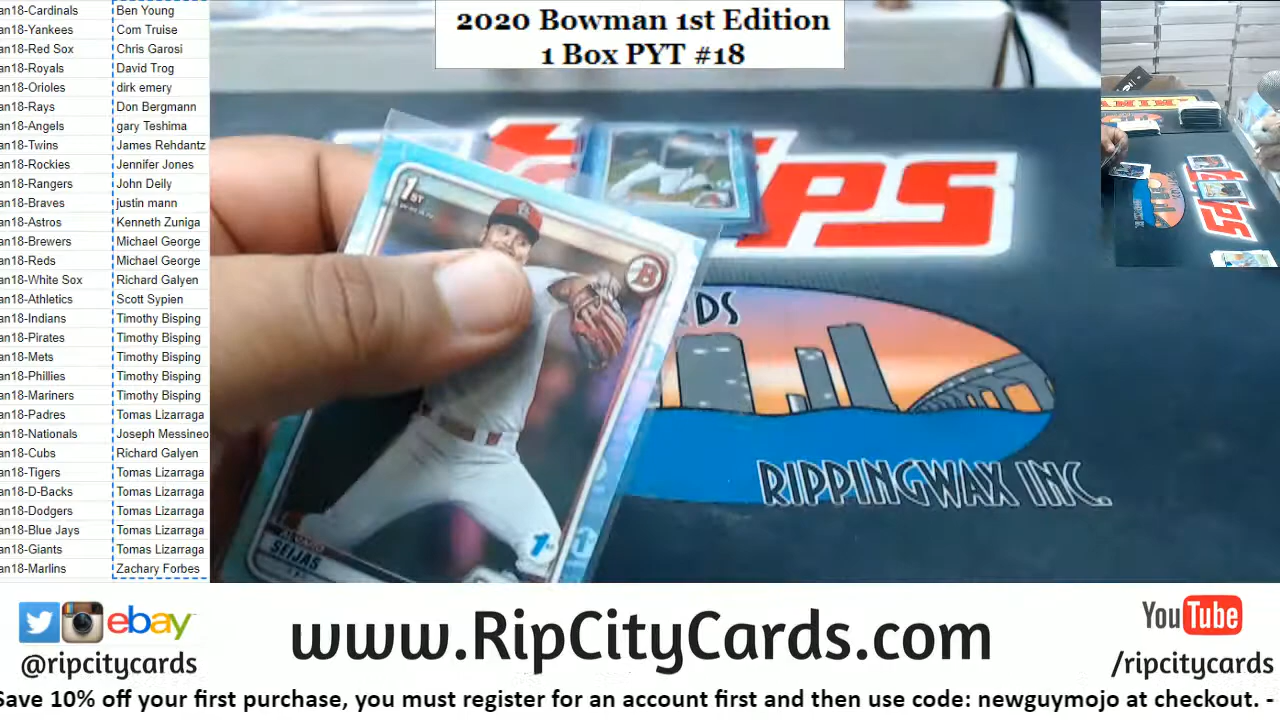 2020 Bowman 1st Edition
1 Box PYT #18
an18-Cardinals Ben Young
an18-Yankees Com Truise
an18-Red Sox Chris Garosi
an18-Royals David Trog
an18-Orioles dirk emery
an18-Rays Don Bergmann
an18-Angels gary Teshima
an18-Twins James Rehdantz
an18-Rockies Jennifer Jones
an18-Rangers John Deily
an18-Braves justin mann
an18-Astros Kenneth Zuniga
an18-Brewers Michael George
an18-Reds Michael George
an18-White Sox Richard Galyen
an18-Athletics Scott Sypien
an18-Indians Timothy Bisping
an18-Pirates Timothy Bisping
an18-Mets Timothy Bisping
an18-Phillies Timothy Bisping
an18-Mariners Timothy Bisping
an18-Padres Tomas Lizarraga
an18-Nationals Joseph Messineo
an18-Cubs Richard Galyen
an18-Tigers Tomas Lizarraga
an18-D-Backs Tomas Lizarraga
an18-Dodgers Tomas Lizarraga
an18-Blue Jays Tomas Lizarraga
an18-Giants Tomas Lizarraga
an18-Marlins Zachary Forbes
1ST
B
1st
SEIJAS
PS
RDS
RIPPINGWAX INC.
ebay
@ripcitycards
www.RipCityCards.com
YouTube
/ripcitycards
Save 10% off your first purchase, you must register for an account first and then use code: newguymojo at checkout. -